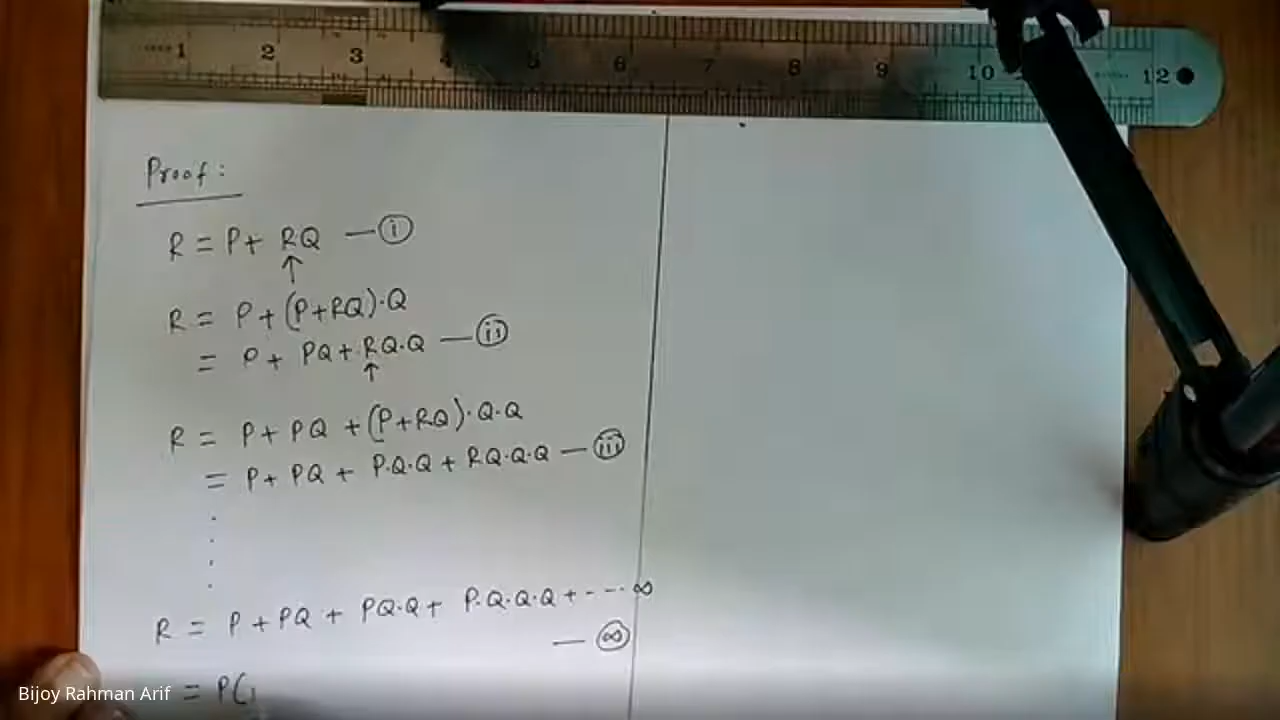 1 2 3 4 5 6 7 8 9 10 12
Proof:
R = P + RQ — (i)
↑
R = P + (P+RQ)·Q
= P + PQ + RQ·Q — (ii)
↑
R = P + PQ + (P+RQ)·Q·Q
= P + PQ + P·Q·Q + RQ·Q·Q — (iii)
R = P + PQ + PQ·Q + P·Q·Q·Q + - - - ∞
— (∞)
= P(
Bijoy Rahman Arif